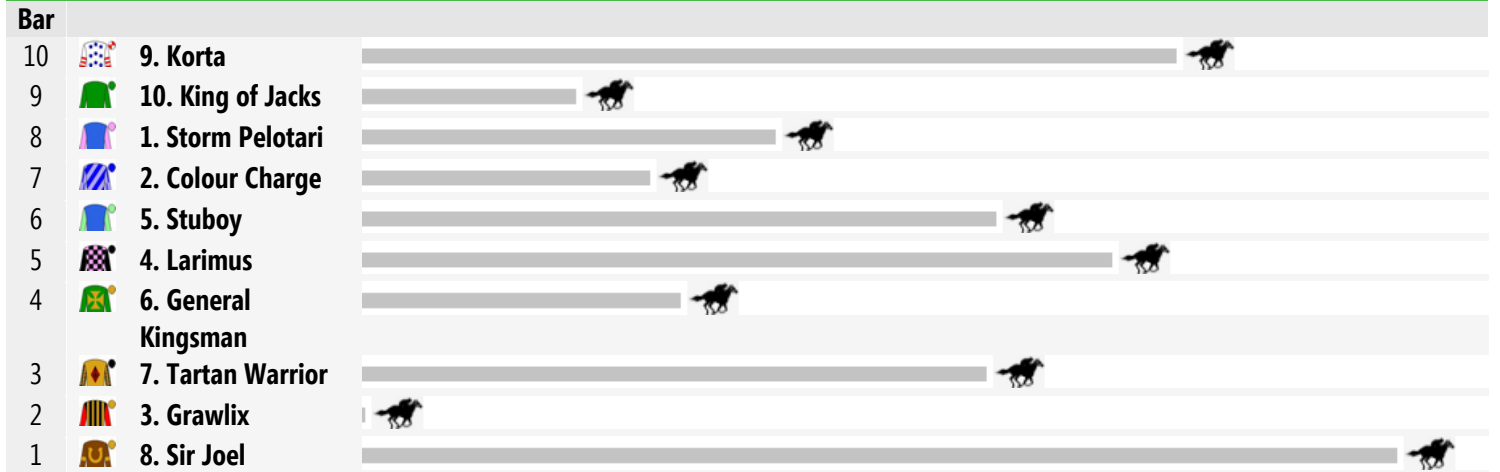 Bar
10 9. Korta
9 10. King of Jacks
8 1. Storm Pelotari
7 2. Colour Charge
6 5. Stuboy
5 4. Larimus
4 6. General
Kingsman
3 7. Tartan Warrior
2 3. Grawlix
1 8. Sir Joel